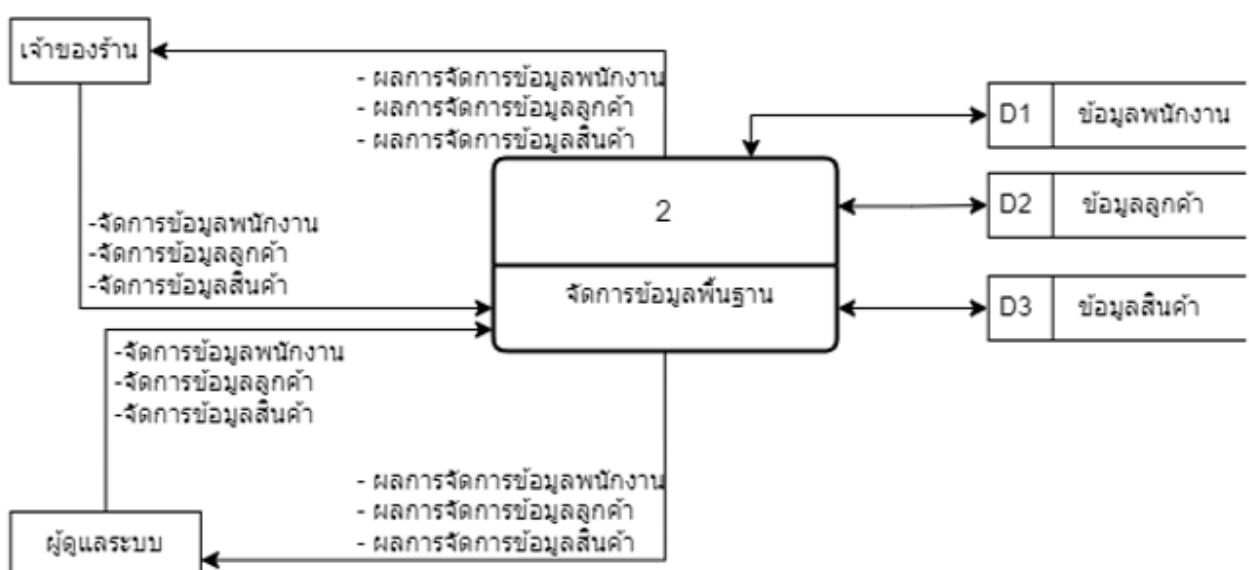 เจ้าของร้าน
- ผลการจัดการข้อมูลพนักงาน
- ผลการจัดการข้อมูลลูกค้า
- ผลการจัดการข้อมูลสินค้า
D1 ข้อมูลพนักงาน
2
D2 ข้อมูลลูกค้า
-จัดการข้อมูลพนักงาน
-จัดการข้อมูลลูกค้า
-จัดการข้อมูลสินค้า
จัดการข้อมูลพื้นฐาน
D3 ข้อมูลสินค้า
-จัดการข้อมูลพนักงาน
-จัดการข้อมูลลูกค้า
-จัดการข้อมูลสินค้า
- ผลการจัดการข้อมูลพนักงาน
- ผลการจัดการข้อมูลลูกค้า
- ผลการจัดการข้อมูลสินค้า
ผู้ดูแลระบบ